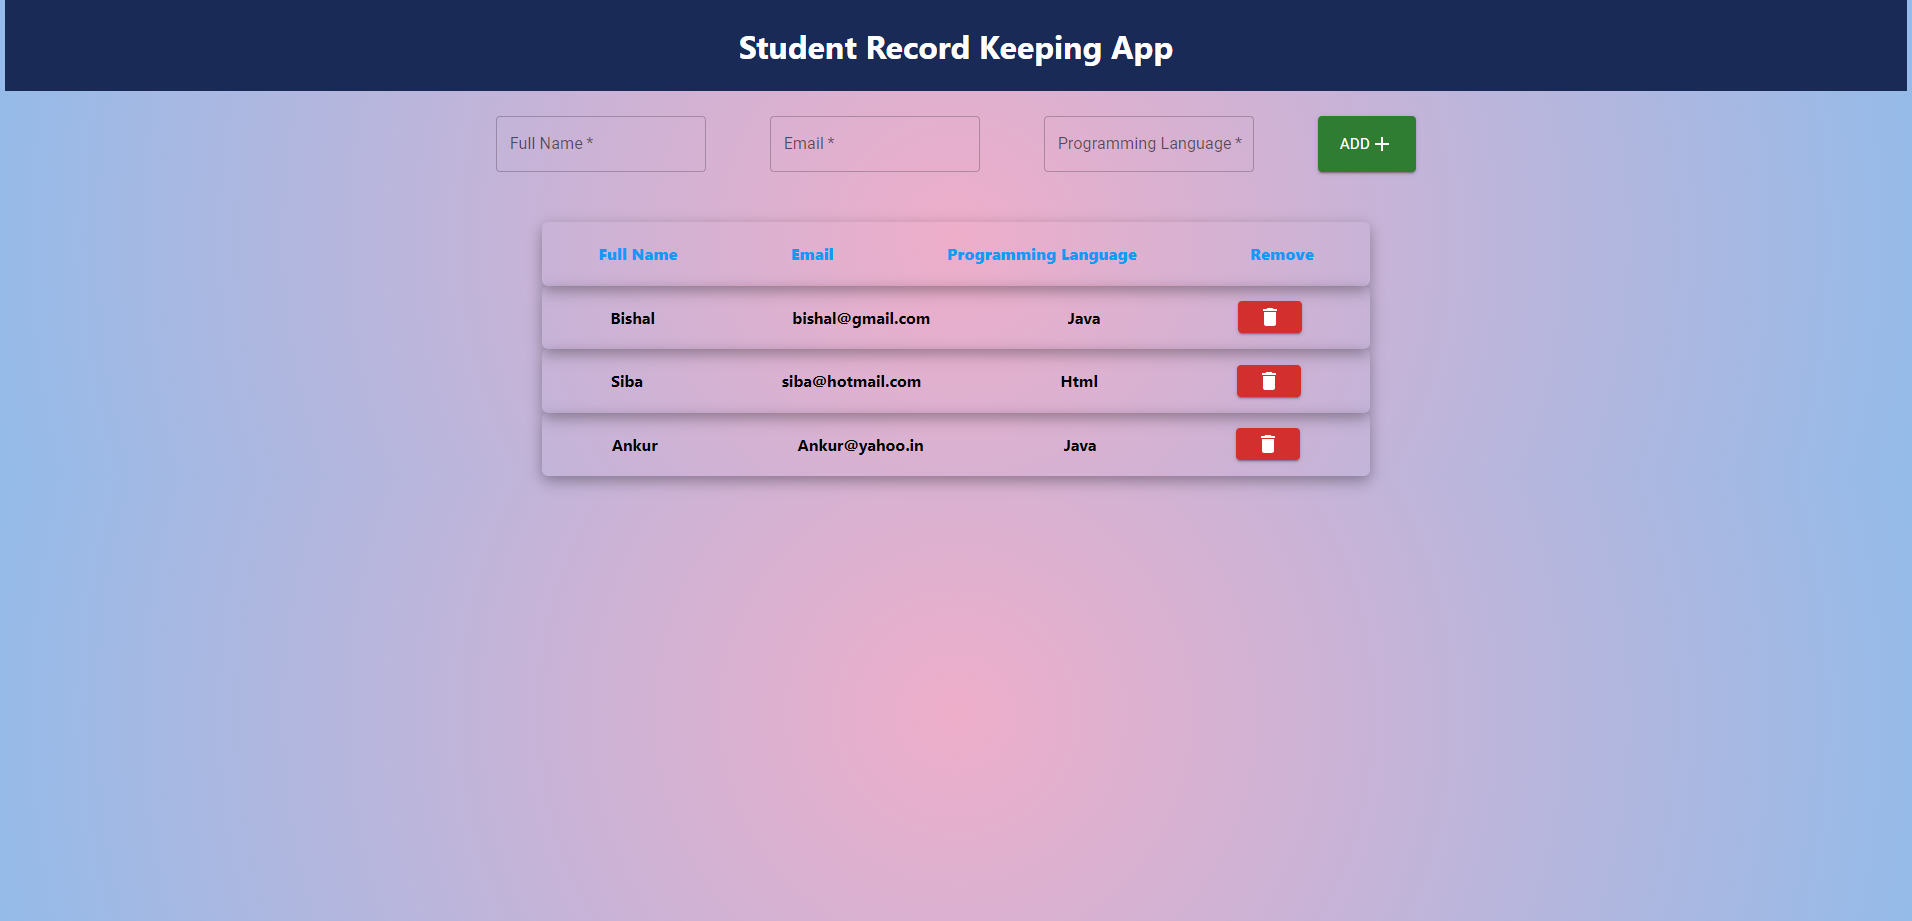 Student Record Keeping App
Full Name * Email * Programming Language * ADD +
Full Name Email Programming Language Remove
Bishal bishal@gmail.com Java
Siba siba@hotmail.com Html
Ankur Ankur@yahoo.in Java